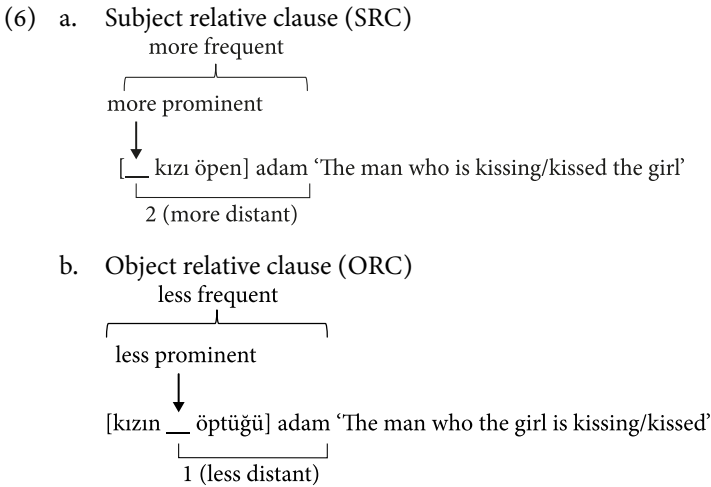 (6) a. Subject relative clause (SRC)
more frequent
more prominent
[__ kızı öpen] adam ‘The man who is kissing/kissed the girl’
2 (more distant)
b. Object relative clause (ORC)
less frequent
less prominent
[kızın __ öptüğü] adam ‘The man who the girl is kissing/kissed’
1 (less distant)